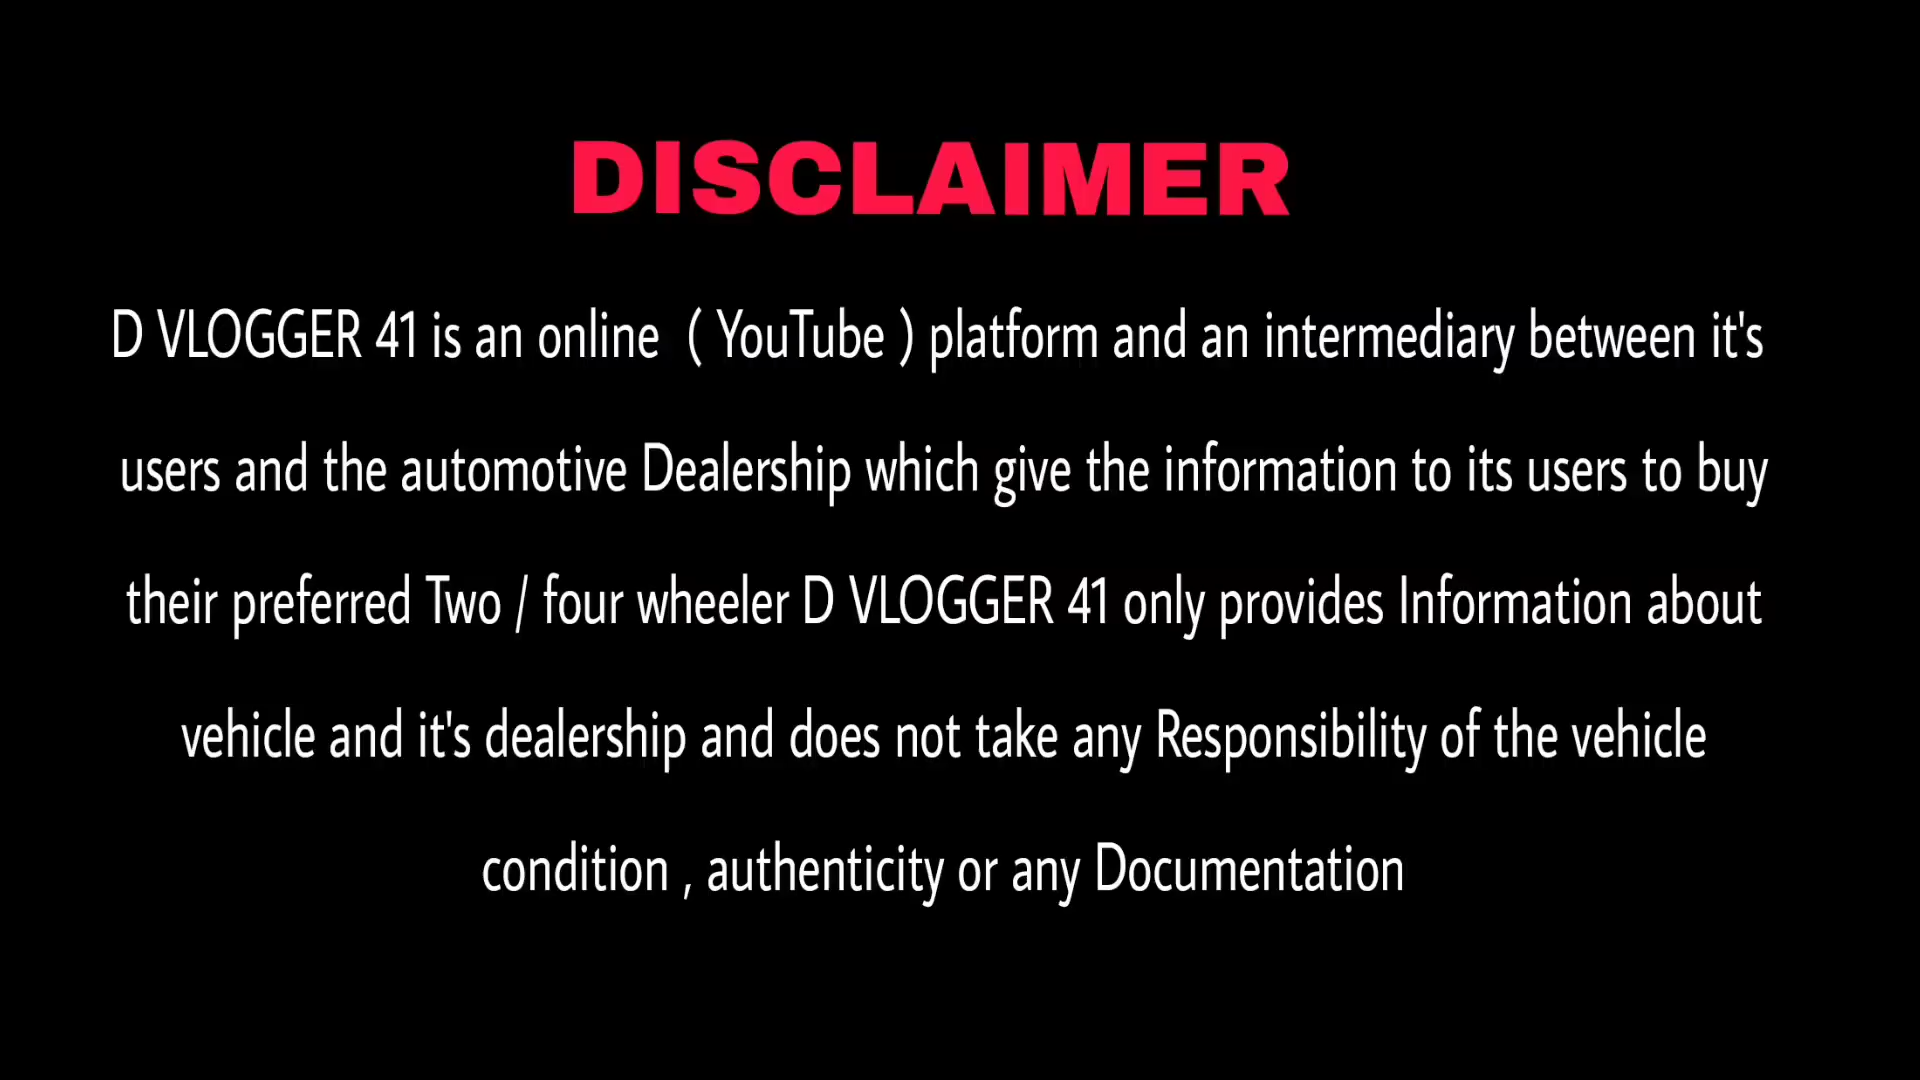 DISCLAIMER
D VLOGGER 41 is an online ( YouTube ) platform and an intermediary between it's
users and the automotive Dealership which give the information to its users to buy
their preferred Two / four wheeler D VLOGGER 41 only provides Information about
vehicle and it's dealership and does not take any Responsibility of the vehicle
condition , authenticity or any Documentation